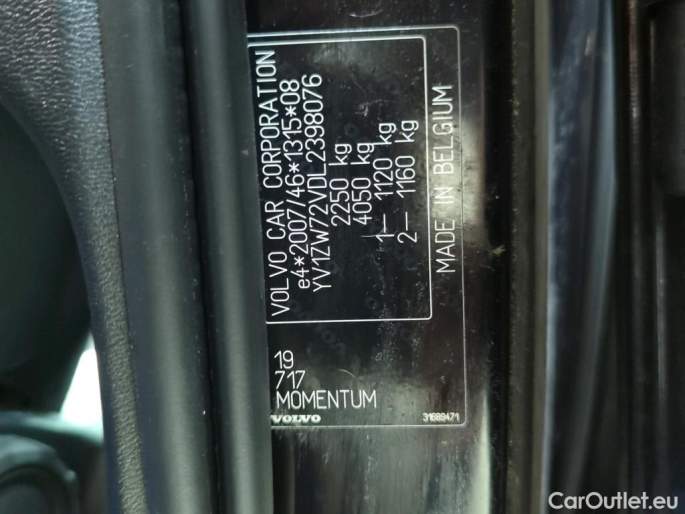 VOLVO CAR CORPORATION
e4*2007/46*1315*08
YV1ZW72VDL2398076
2250 kg
4050 kg
1— 1120 kg
2— 1160 kg
MADE IN BELGIUM
19
717
MOMENTUM
VOLVO
31689471
CarOutlet.eu